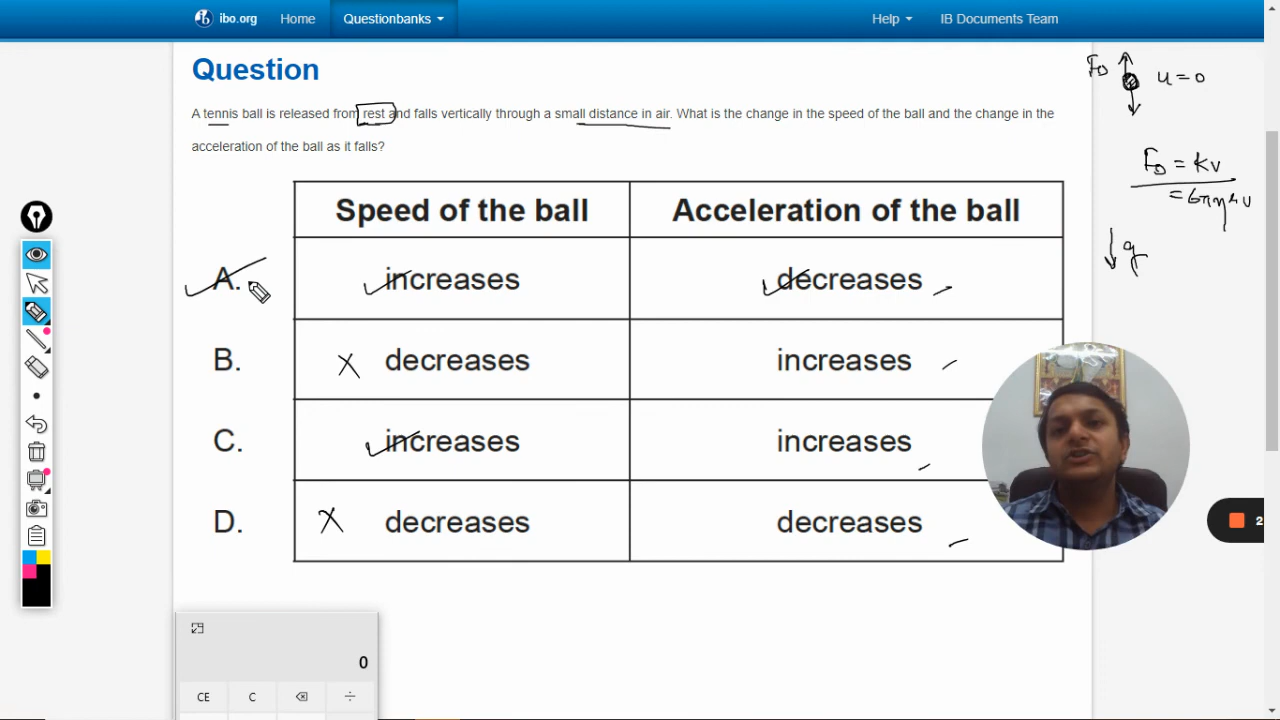 ibo.org Home Questionbanks Help IB Documents Team
Question
A tennis ball is released from rest and falls vertically through a small distance in air. What is the change in the speed of the ball and the change in the
acceleration of the ball as it falls?
Speed of the ball Acceleration of the ball
A. increases decreases
B. decreases increases
C. increases increases
D. decreases decreases
F_D u = 0
F_D = kv
= 6πηrv
g
0
CE C ÷
2